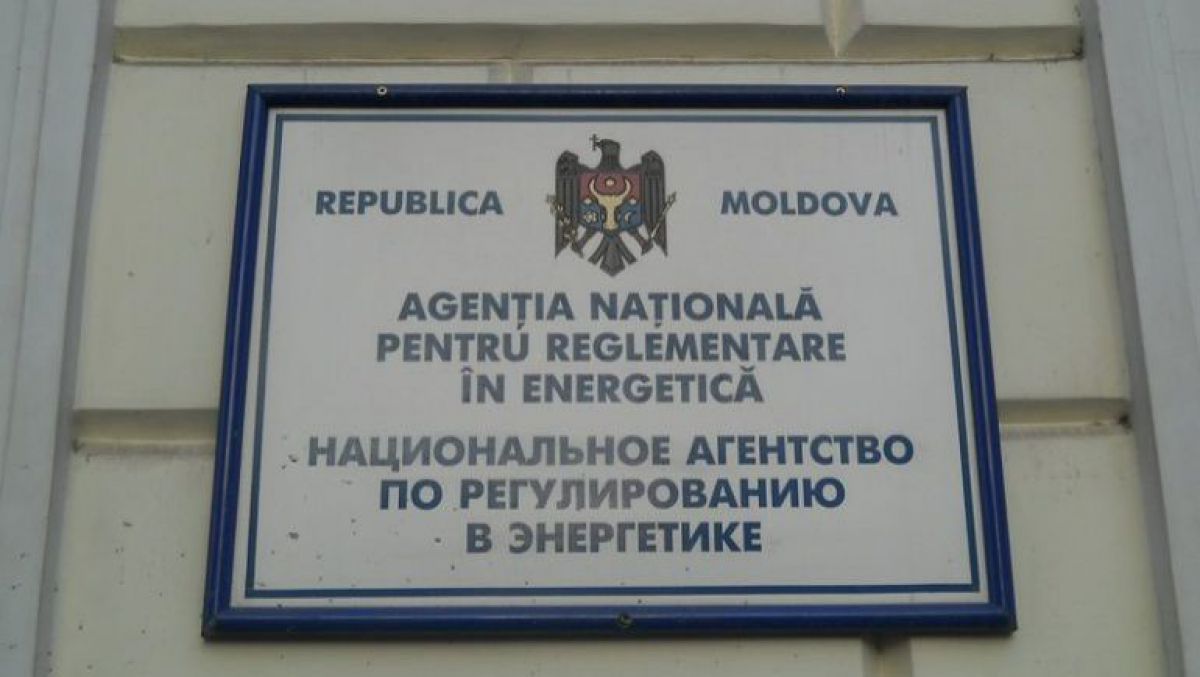 REPUBLICA MOLDOVA
AGENȚIA NAȚIONALĂ
PENTRU REGLEMENTARE
ÎN ENERGETICĂ
НАЦИОНАЛЬНОЕ АГЕНТСТВО
ПО РЕГУЛИРОВАНИЮ
В ЭНЕРГЕТИКЕ